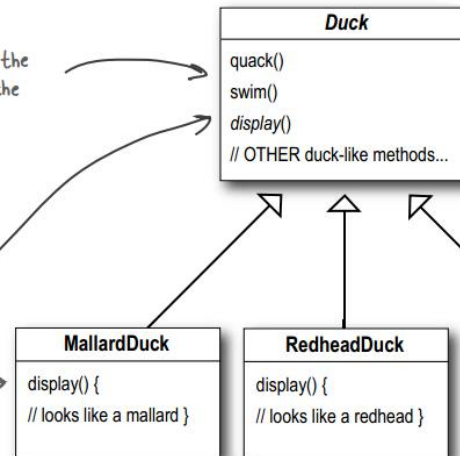 Duck
the
the
quack()
swim()
display()
// OTHER duck-like methods...
MallardDuck
display() {
// looks like a mallard }
RedheadDuck
display() {
// looks like a redhead }